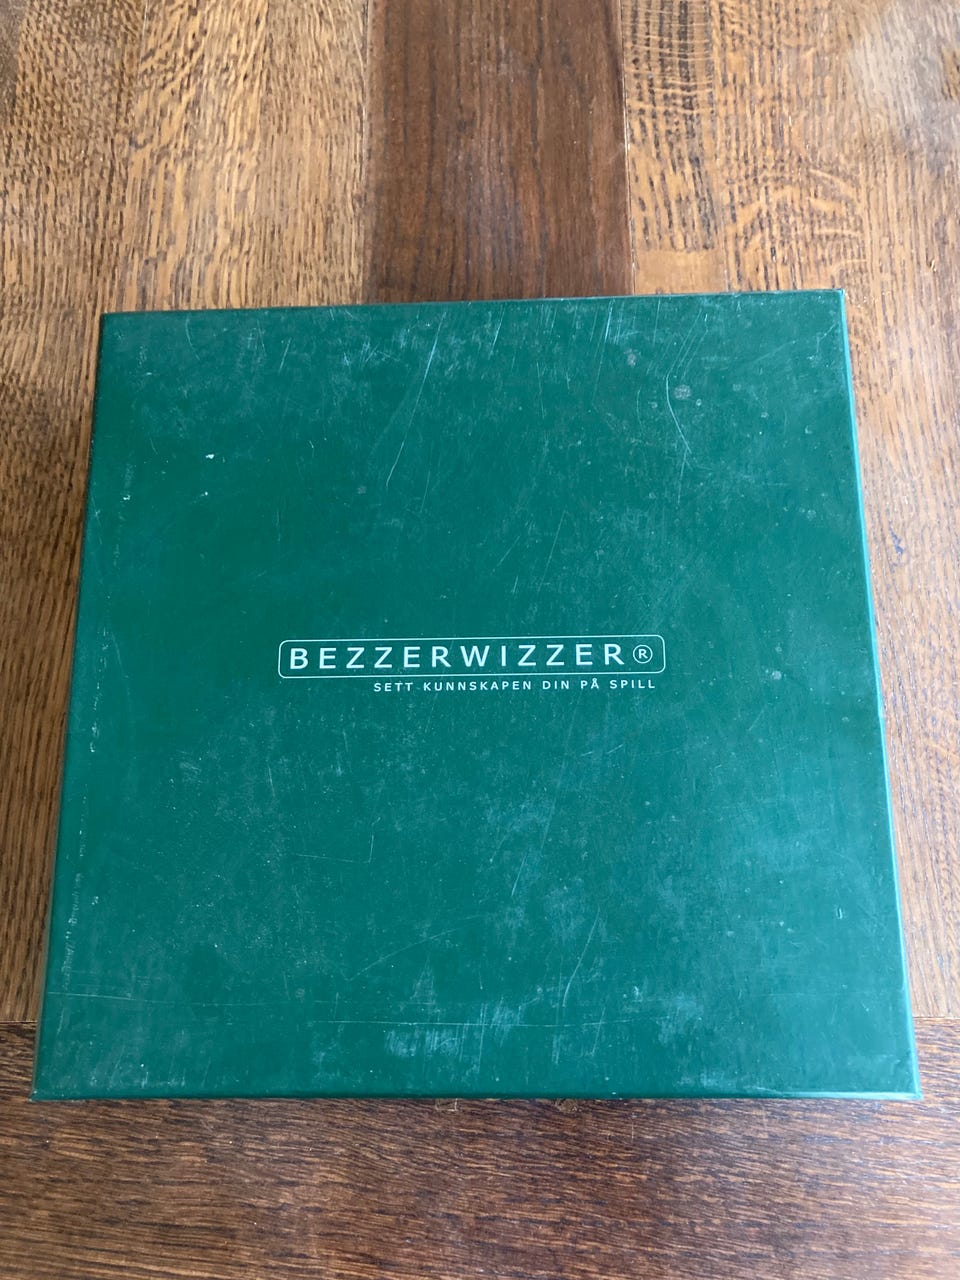 BEZZERWIZZER®
SETT KUNNSKAPEN DIN PÅ SPILL